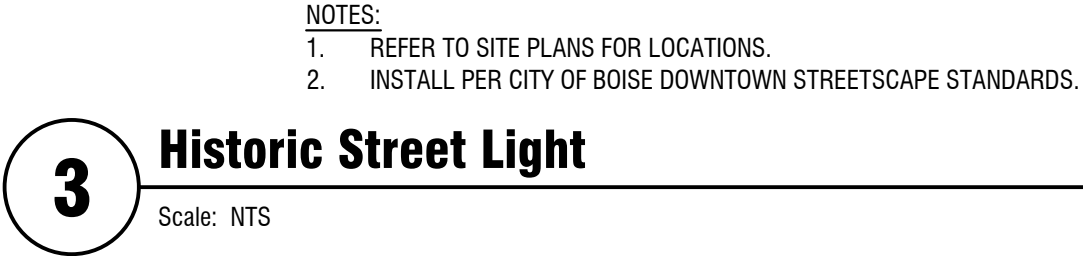 NOTES:
1. REFER TO SITE PLANS FOR LOCATIONS.
2. INSTALL PER CITY OF BOISE DOWNTOWN STREETSCAPE STANDARDS.
3
Historic Street Light
Scale: NTS